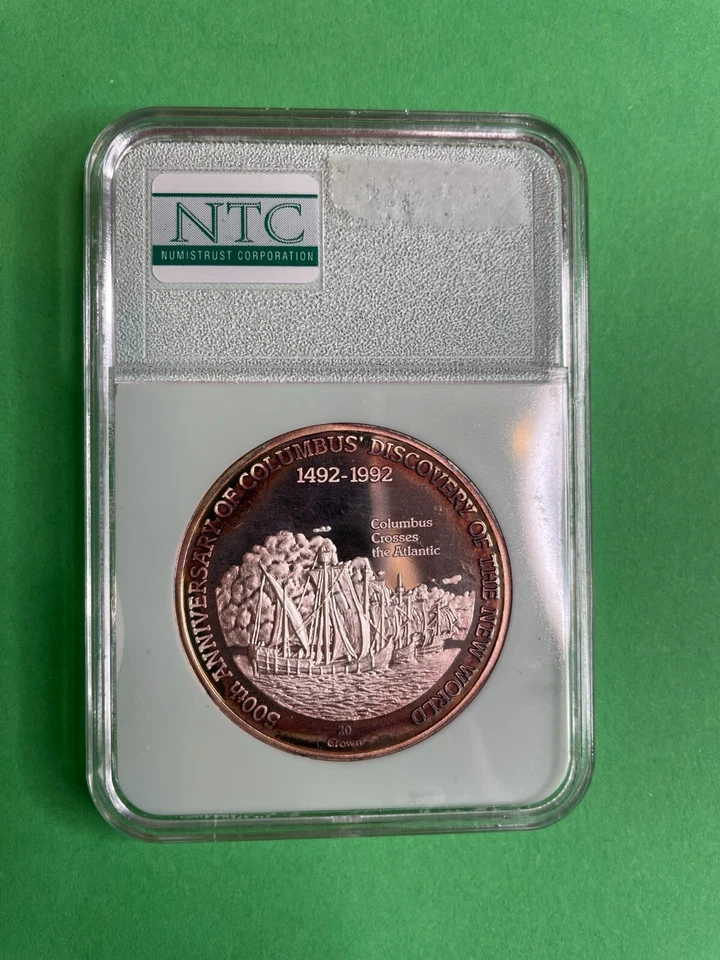 NTC
NUMISTRUST CORPORATION
500th ANNIVERSARY OF COLUMBUS' DISCOVERY OF THE NEW WORLD
1492-1992
Columbus
Crosses
the Atlantic
20
Crown